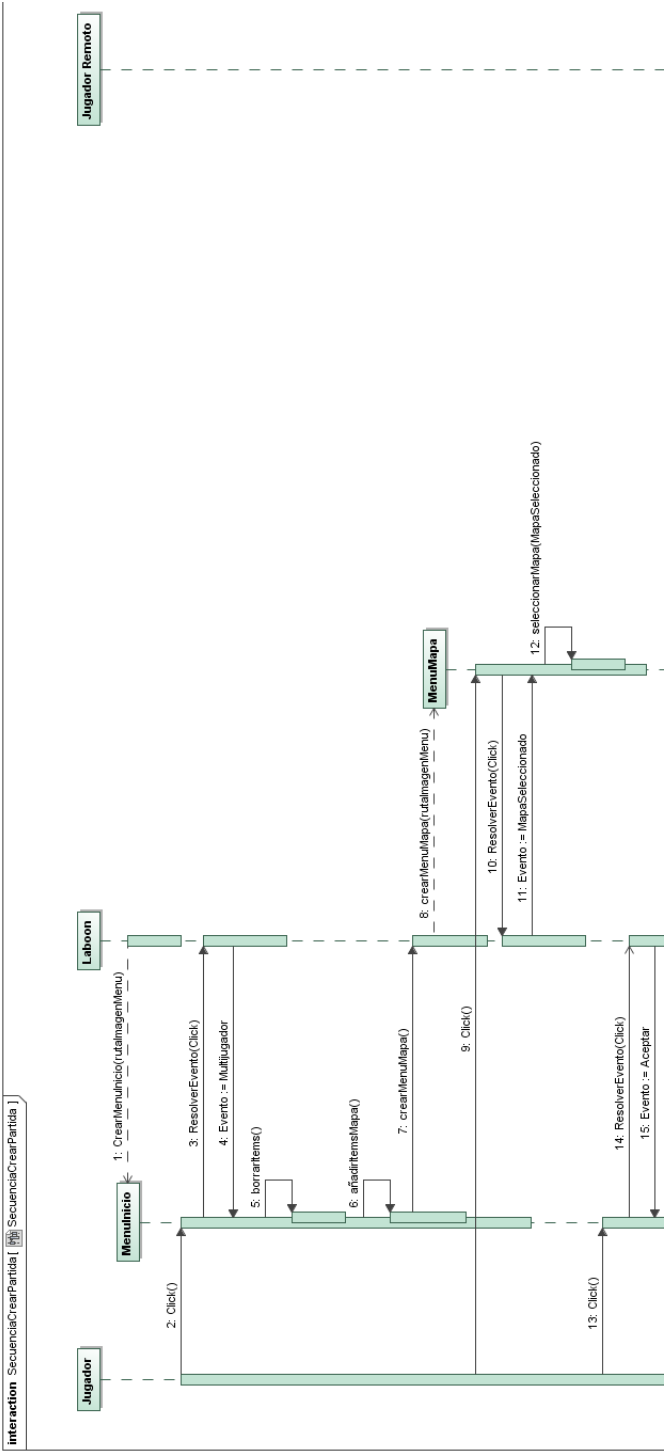 interaction SecuenciaCrearPartida [ SecuenciaCrearPartida ]
Jugador
MenuInicio
Laboon
MenuMapa
Jugador Remoto
1: CrearMenuInicio(rutaImagenMenu)
2: Click()
3: ResolverEvento(Click)
4: Evento := Multijugador
5: borrarItems()
6: añadirItemsMapa()
7: crearMenuMapa()
8: crearMenuMapa(rutaImagenMenu)
9: Click()
10: ResolverEvento(Click)
11: Evento := MapaSeleccionado
12: seleccionarMapa(MapaSeleccionado)
13: Click()
14: ResolverEvento(Click)
15: Evento := Aceptar